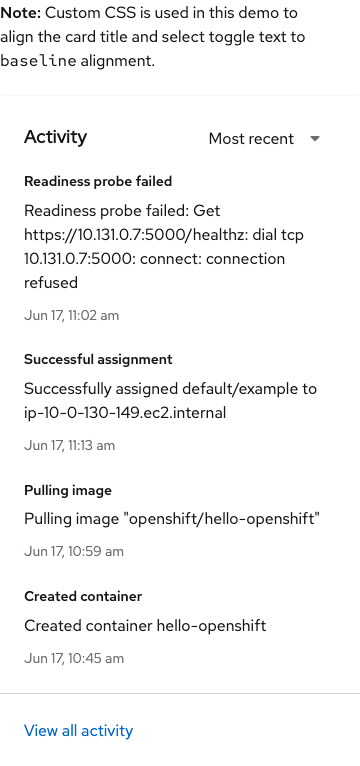 Note: Custom CSS is used in this demo to
align the card title and select toggle text to
baseline alignment.
Activity
Most recent
Readiness probe failed
Readiness probe failed: Get
https://10.131.0.7:5000/healthz: dial tcp
10.131.0.7:5000: connect: connection
refused
Jun 17, 11:02 am
Successful assignment
Successfully assigned default/example to
ip-10-0-130-149.ec2.internal
Jun 17, 11:13 am
Pulling image
Pulling image "openshift/hello-openshift"
Jun 17, 10:59 am
Created container
Created container hello-openshift
Jun 17, 10:45 am
View all activity